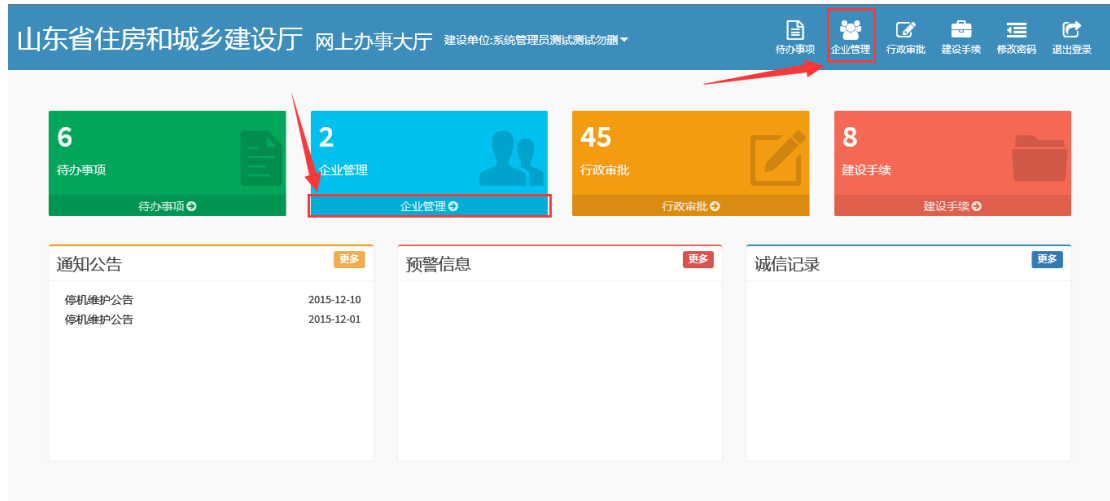 山东省住房和城乡建设厅 网上办事大厅 建设单位:系统管理员测试测试勿删
待办事项 企业管理 行政审批 建设手续 修改密码 退出登录
6 2 45 8
待办事项 企业管理 行政审批 建设手续
待办事项 企业管理 行政审批 建设手续
通知公告 更多 预警信息 更多 诚信记录 更多
停机维护公告 2015-12-10
停机维护公告 2015-12-01